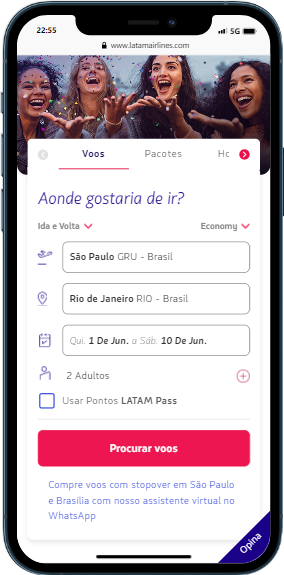 22:55
5G
www.latamairlines.com
Voos Pacotes Ho
Aonde gostaria de ir?
Ida e Volta Economy
São Paulo GRU - Brasil
Rio de Janeiro RIO - Brasil
Qui. 1 De Jun. a Sáb. 10 De Jun.
2 Adultos
Usar Pontos LATAM Pass
Procurar voos
Compre voos com stopover em São Paulo
e Brasília com nosso assistente virtual no
WhatsApp
Opina